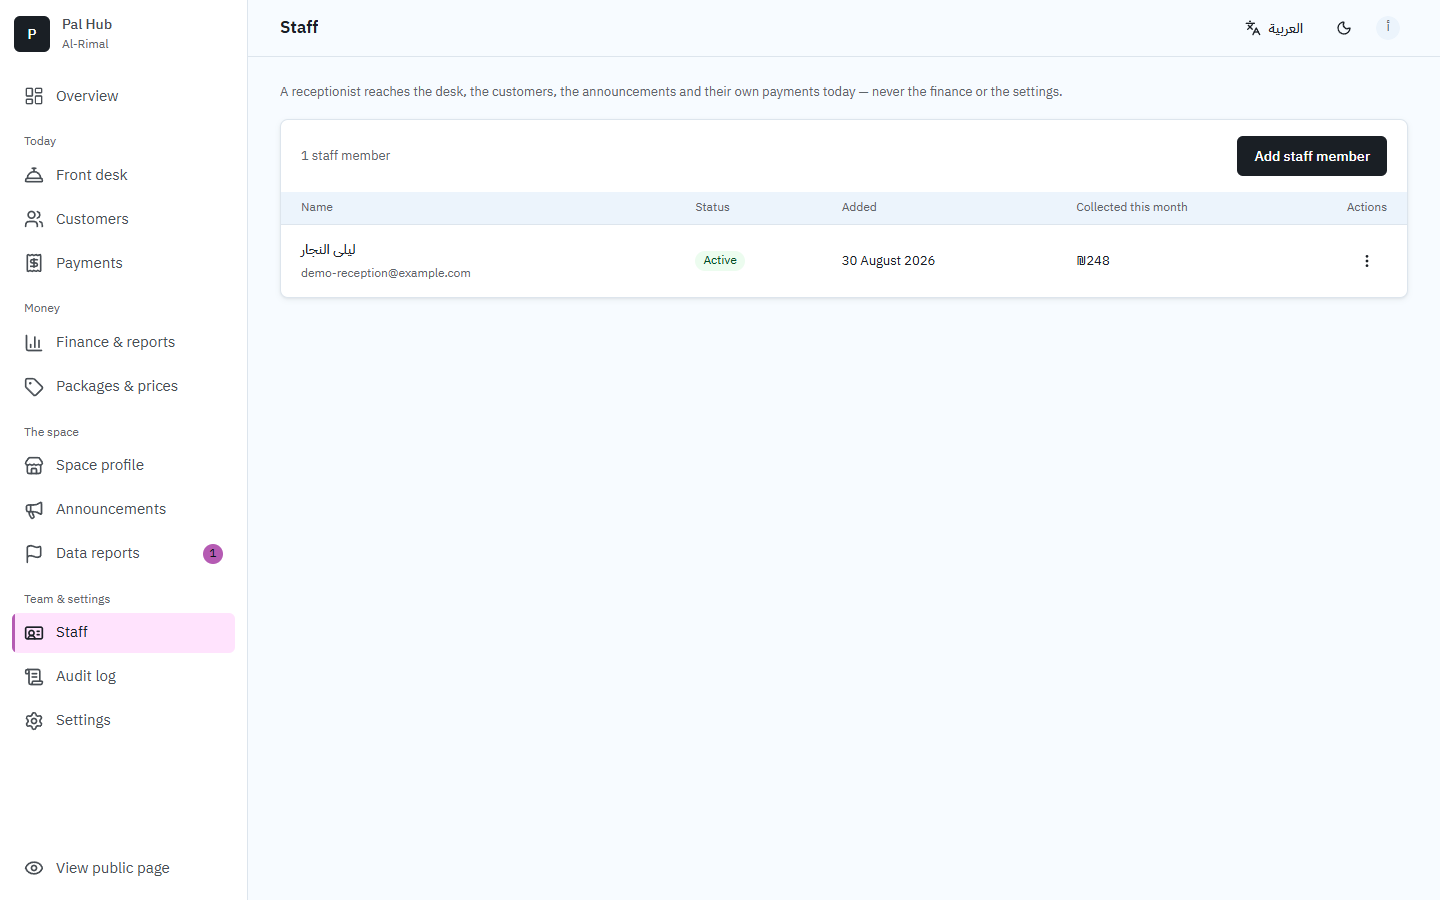 P
Pal Hub
Al-Rimal
Overview
Today
Front desk
Customers
Payments
Money
Finance & reports
Packages & prices
The space
Space profile
Announcements
Data reports 1
Team & settings
Staff
Audit log
Settings
View public page
Staff
العربية
أ
A receptionist reaches the desk, the customers, the announcements and their own payments today — never the finance or the settings.
1 staff member
Add staff member
Name Status Added Collected this month Actions
ليلى النجار
demo-reception@example.com
Active 30 August 2026 ₪248